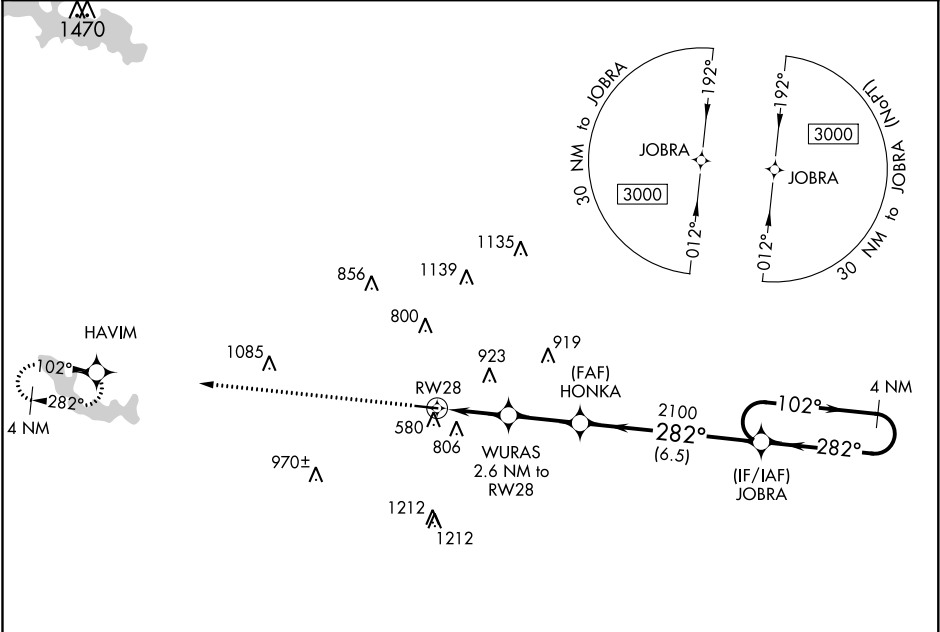 1470
30 NM to JOBRA
192°
JOBRA
3000
012°
192°
3000
JOBRA
012°
30 NM to JOBRA (NoPT)
1135
1139
856
800
HAVIM
1085
919
923
102°
282°
4 NM
RW28
(FAF)
HONKA
4 NM
580
806
2100
282°
(6.5)
102°
282°
WURAS
2.6 NM to
RW28
(IF/IAF)
JOBRA
970±
1212
1212